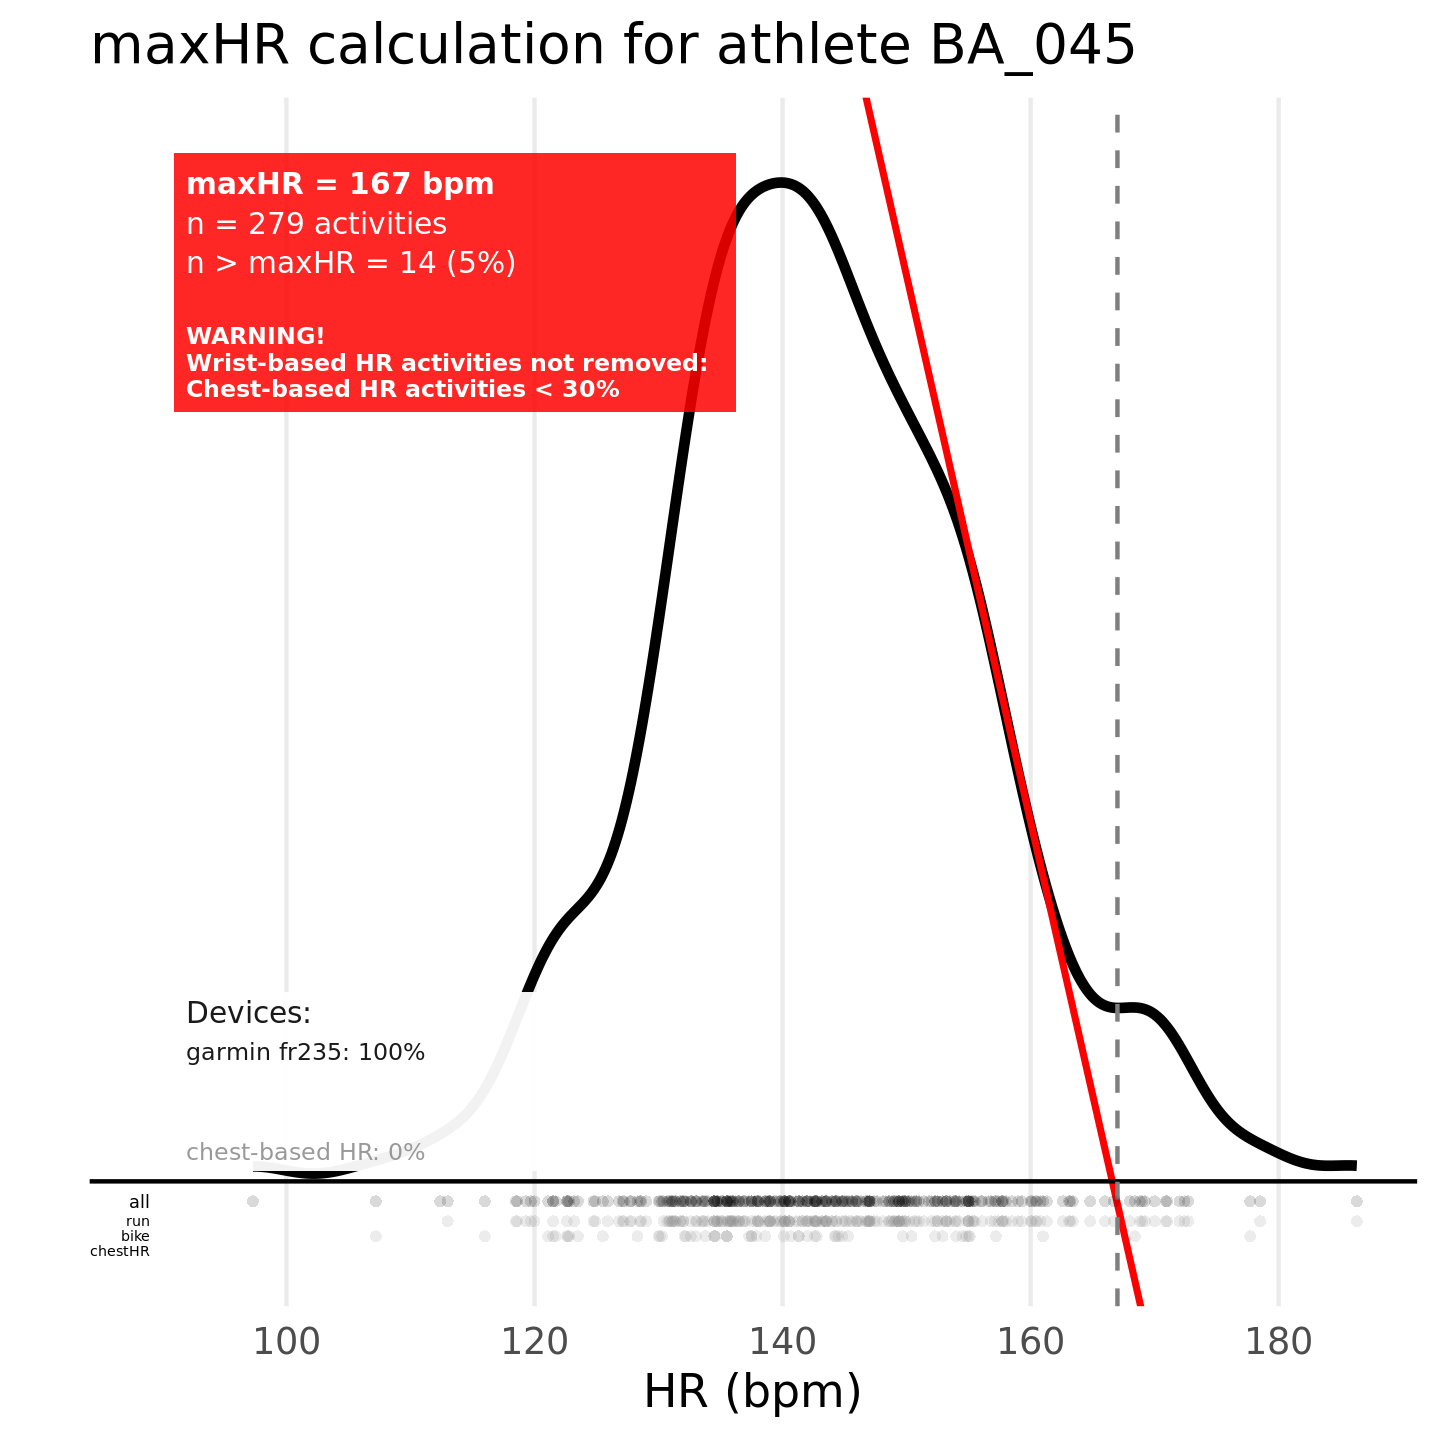 maxHR calculation for athlete BA_045
maxHR = 167 bpm
n = 279 activities
n > maxHR = 14 (5%)
WARNING!
Wrist-based HR activities not removed:
Chest-based HR activities < 30%
Devices:
garmin fr235: 100%
chest-based HR: 0%
all
run
bike
chestHR
100 120 140 160 180
HR (bpm)